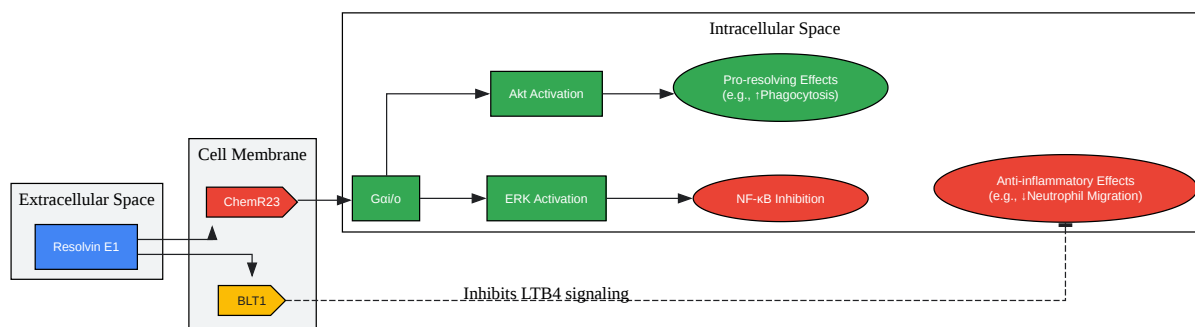 Intracellular Space
Pro-resolving Effects
(e.g., ↑Phagocytosis)
Akt Activation
Cell Membrane
Anti-inflammatory Effects
(e.g., ↓Neutrophil Migration)
Extracellular Space
ChemR23
Gαi/o
ERK Activation
NF-κB Inhibition
Resolvin E1
BLT1
Inhibits LTB4 signaling